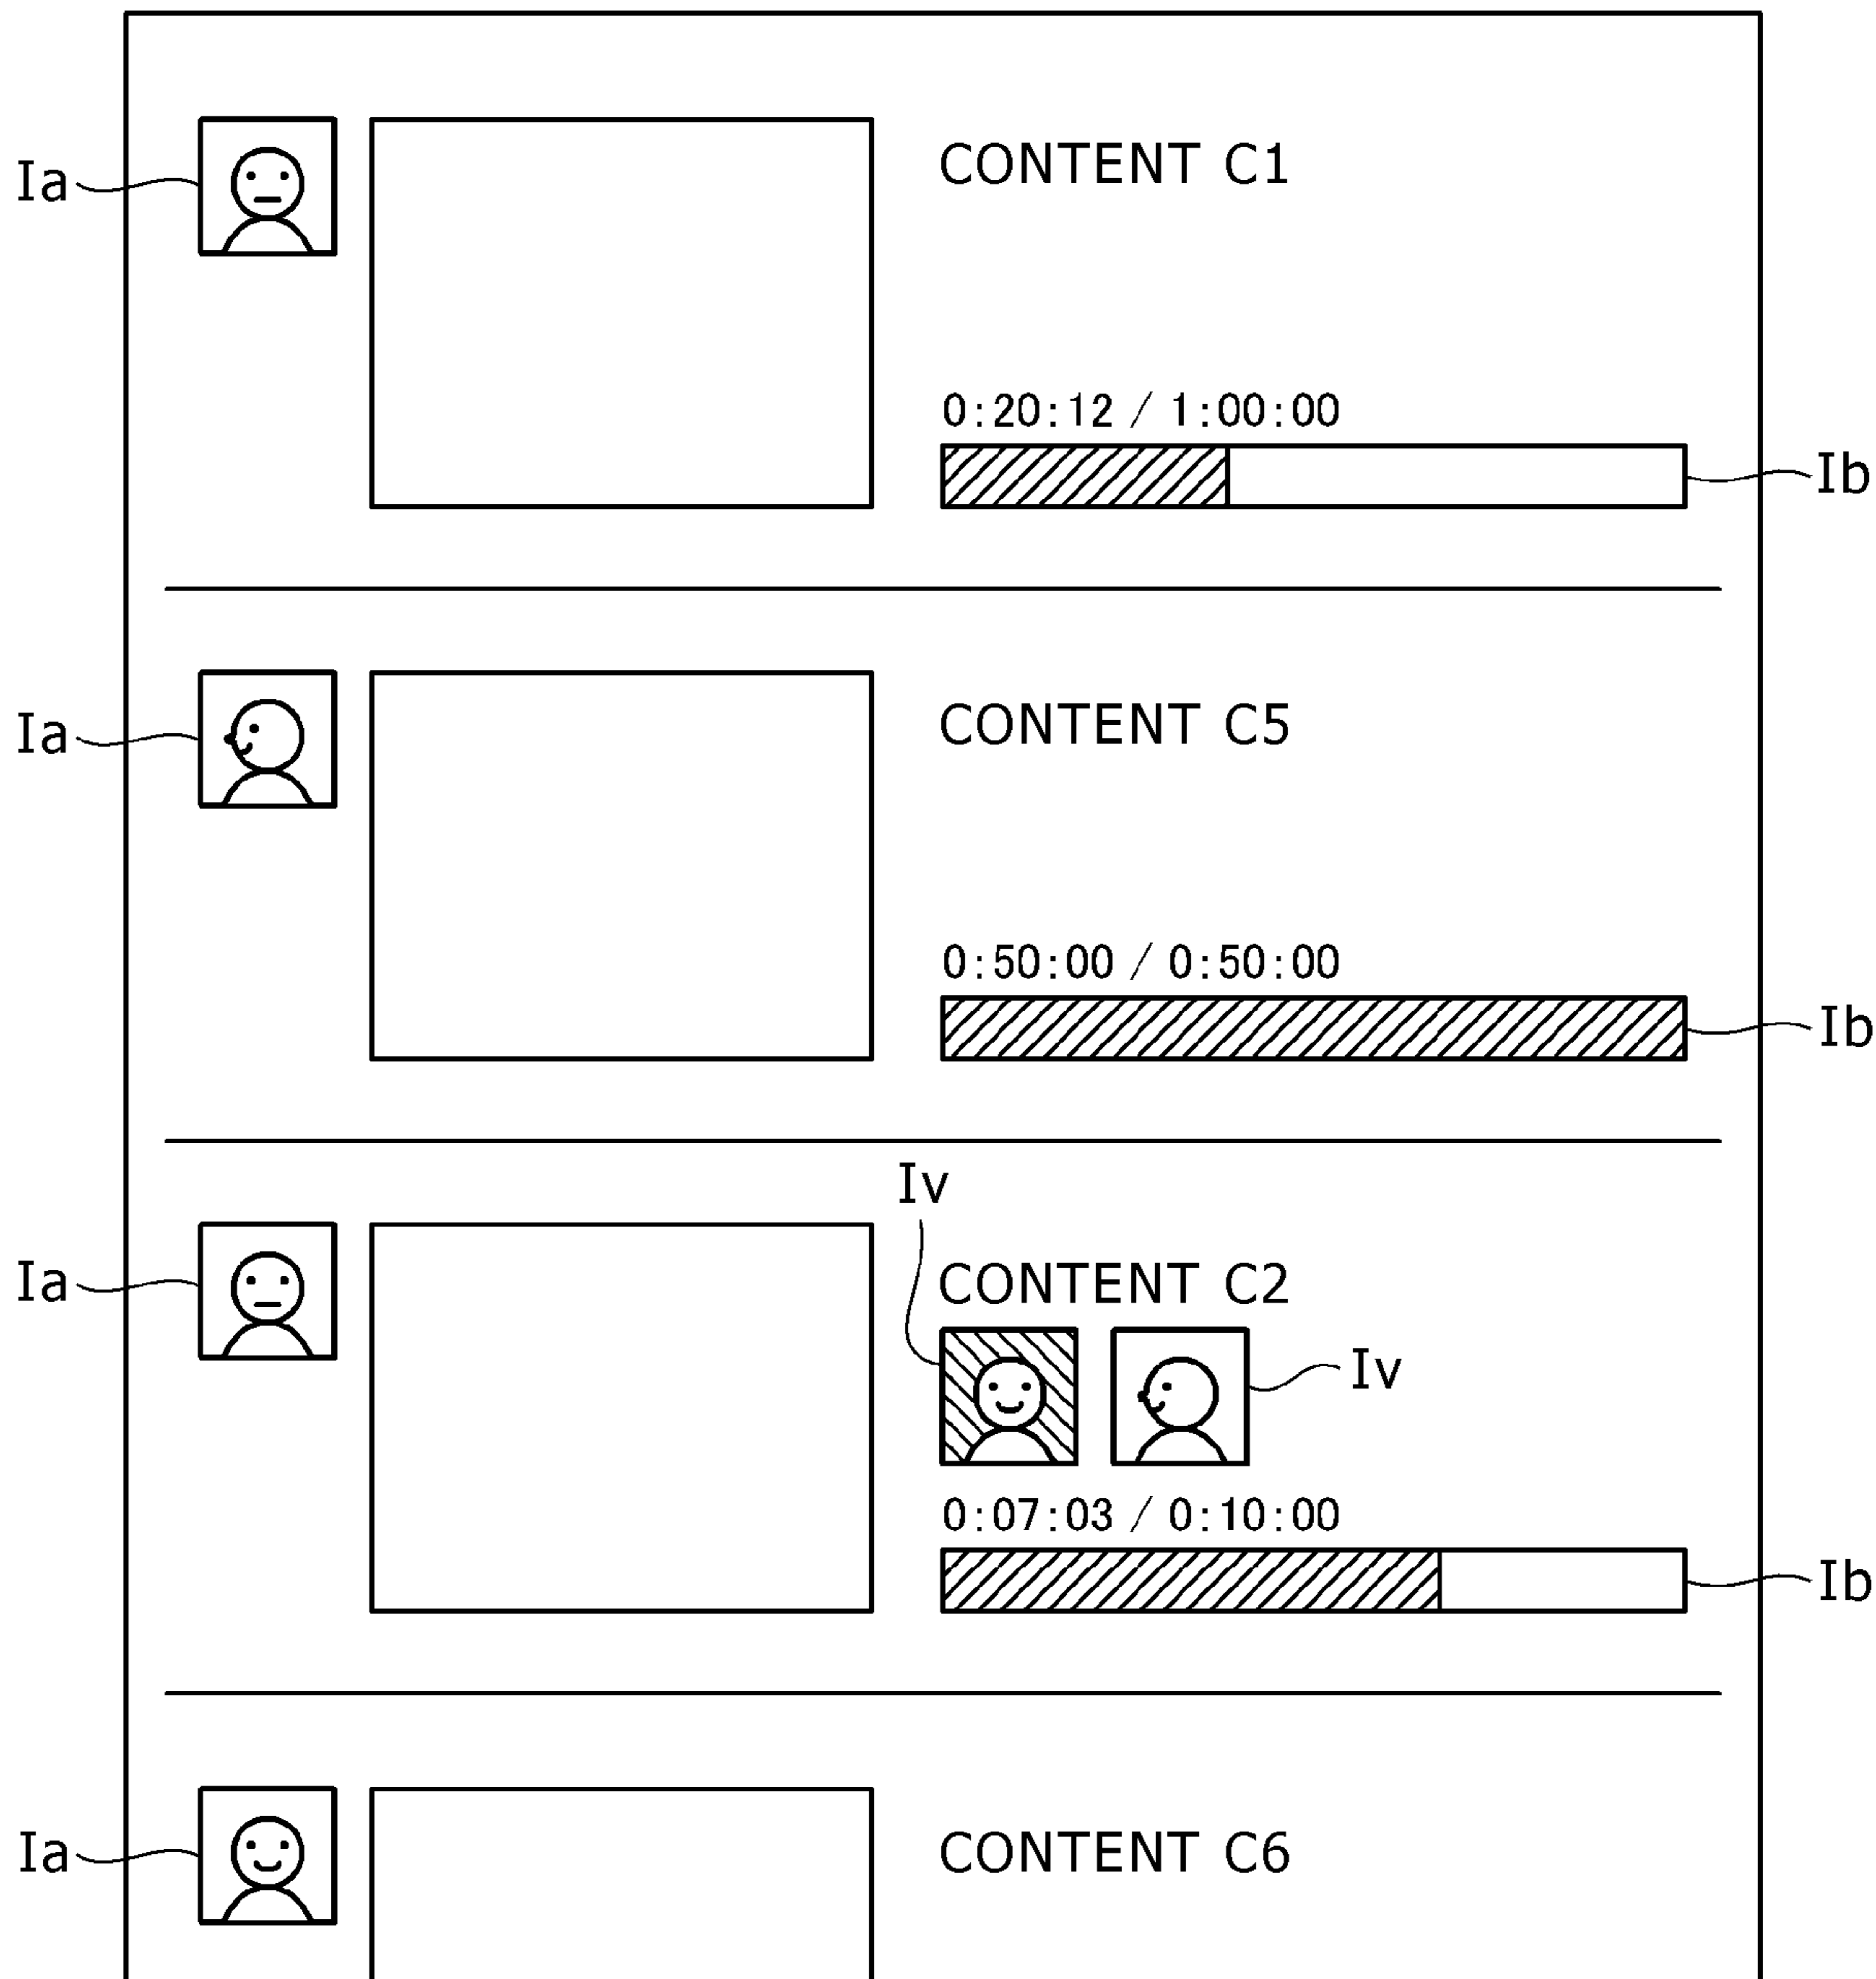 Ia
CONTENT C1
0:20:12 / 1:00:00
Ib
Ia
CONTENT C5
0:50:00 / 0:50:00
Ib
Iv
Ia
CONTENT C2
Iv
0:07:03 / 0:10:00
Ib
Ia
CONTENT C6